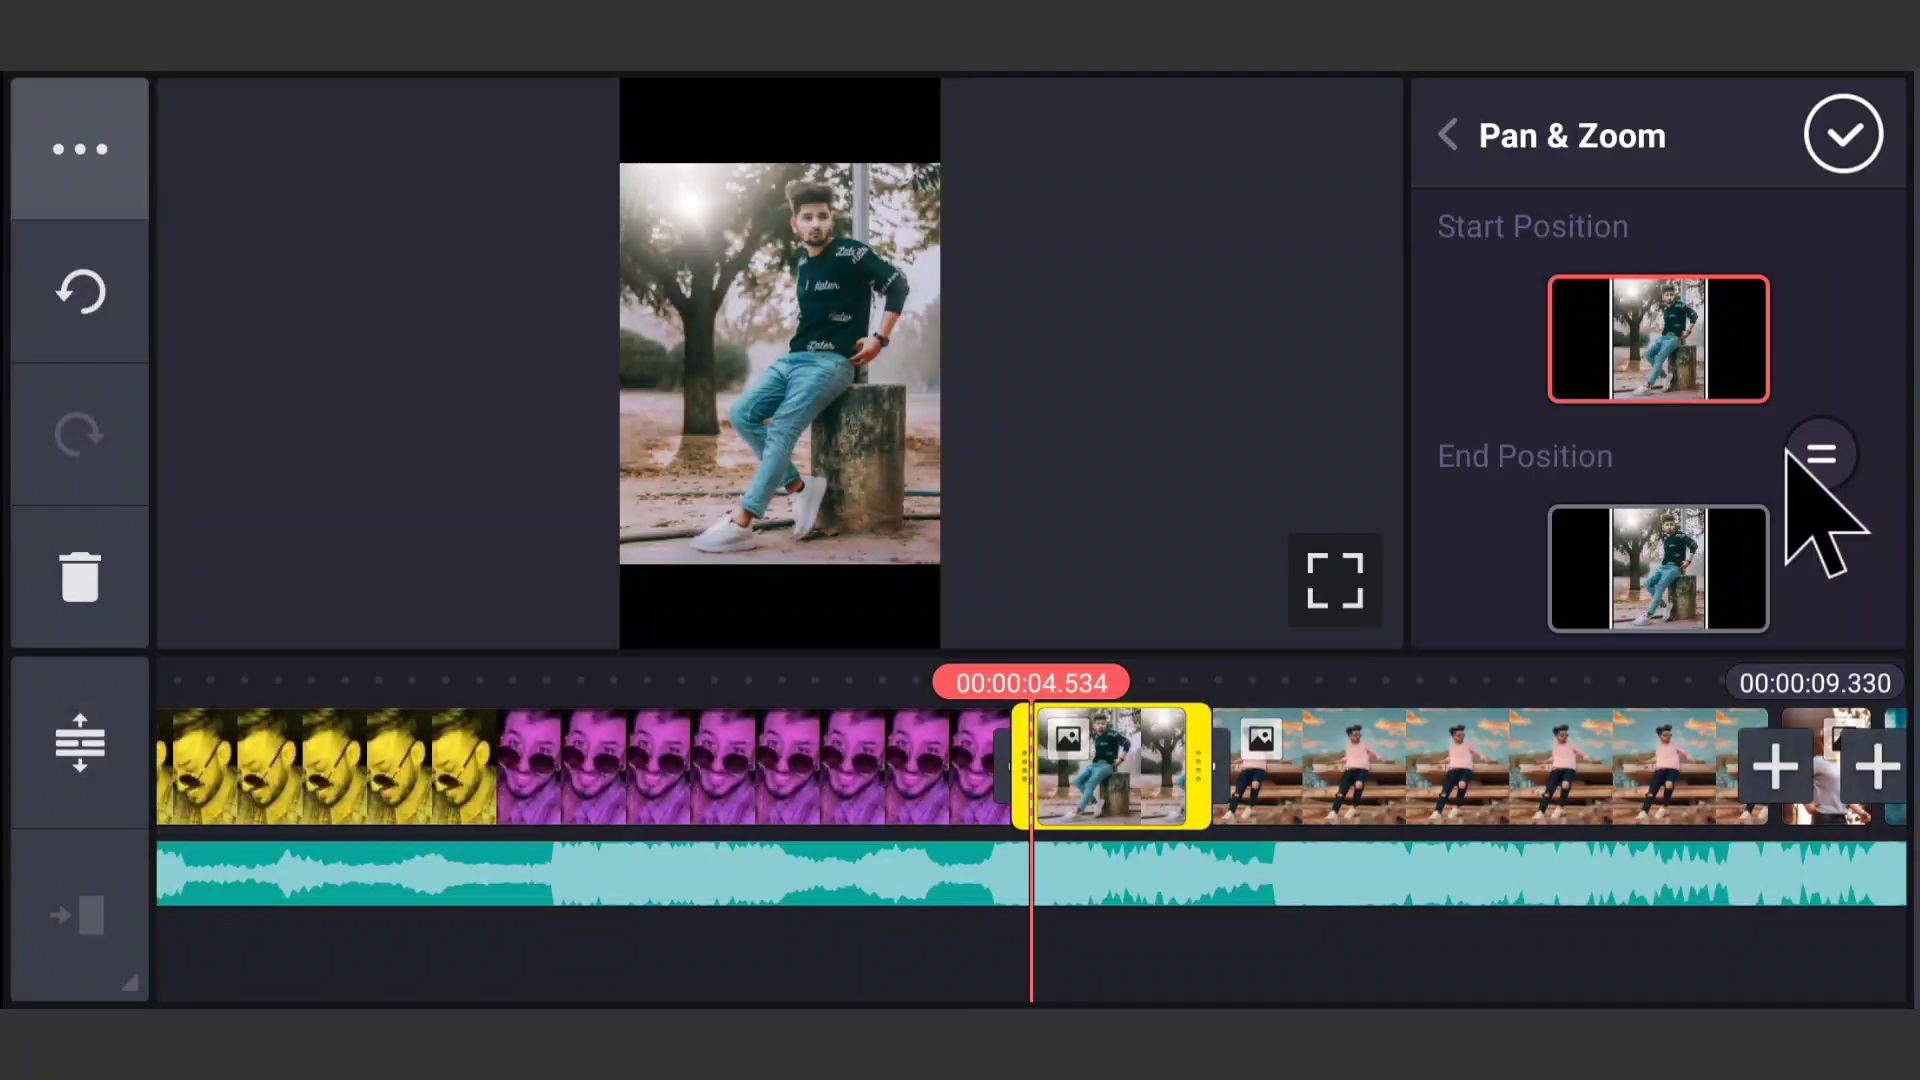 Pan & Zoom
Start Position
End Position
00:00:04.534
00:00:09.330